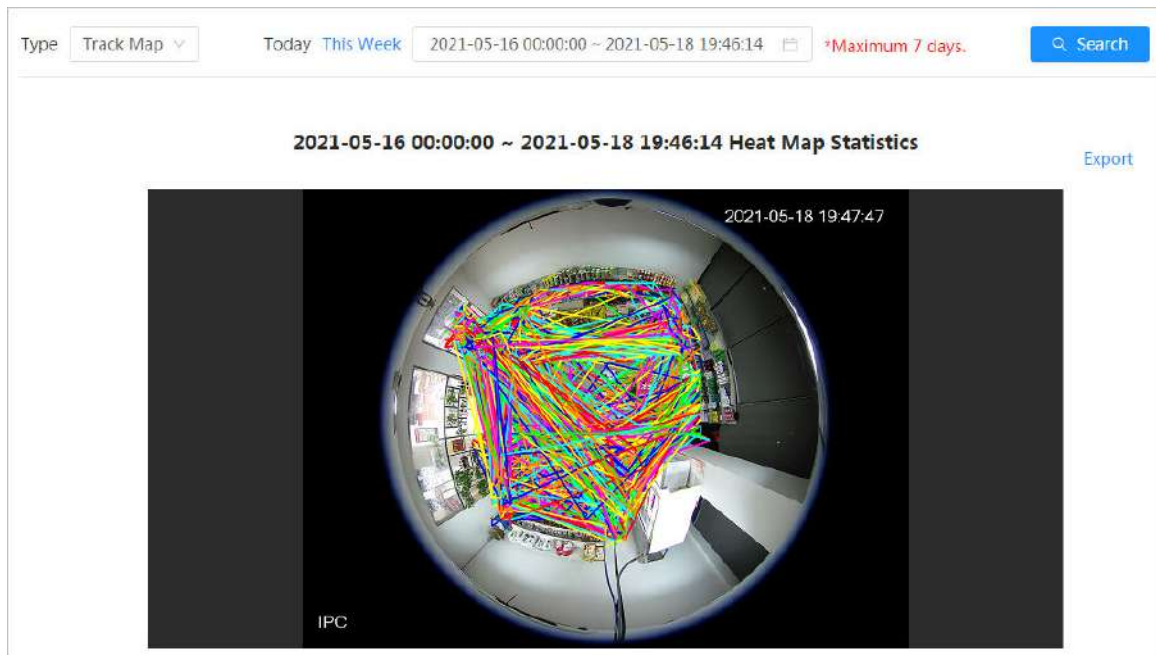 Type Track Map Today This Week 2021-05-16 00:00:00 ~ 2021-05-18 19:46:14 *Maximum 7 days. Search
2021-05-16 00:00:00 ~ 2021-05-18 19:46:14 Heat Map Statistics
Export
2021-05-18 19:47:47
IPC